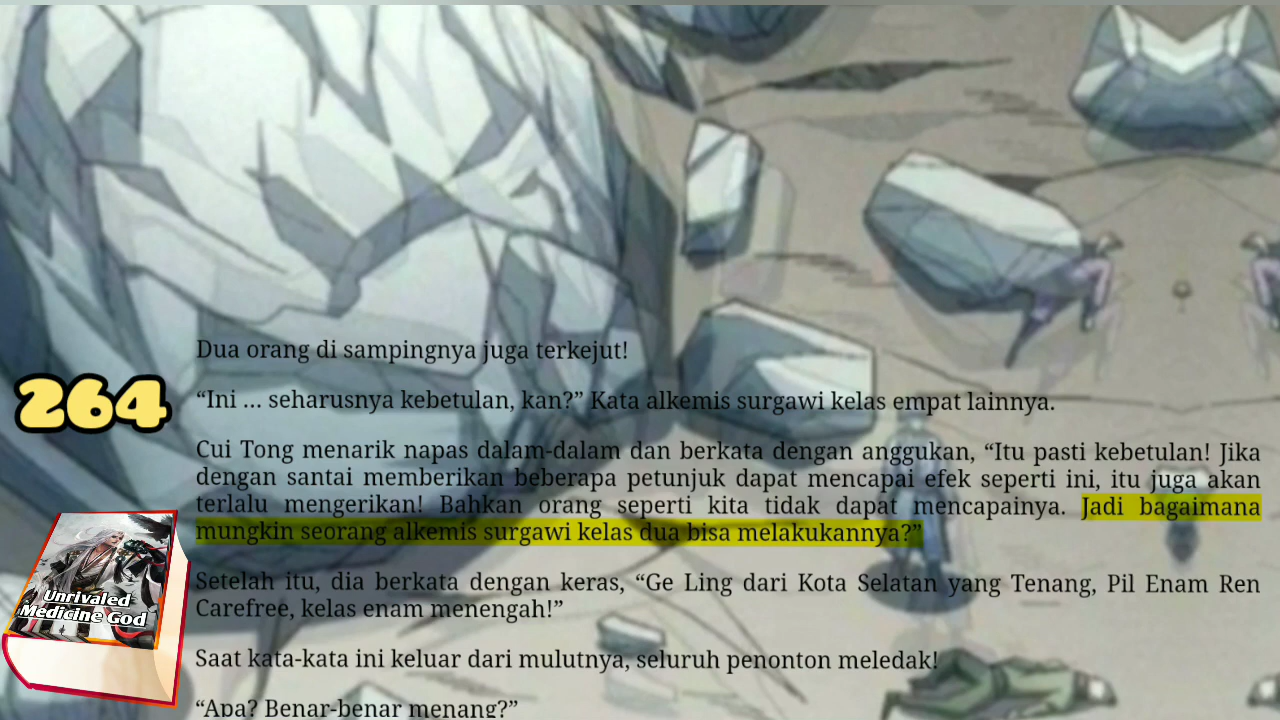 Dua orang di sampingnya juga terkejut!
“Ini ... seharusnya kebetulan, kan?” Kata alkemis surgawi kelas empat lainnya.
264
Cui Tong menarik napas dalam-dalam dan berkata dengan anggukan, “Itu pasti kebetulan! Jika
dengan santai memberikan beberapa petunjuk dapat mencapai efek seperti ini, itu juga akan
terlalu mengerikan! Bahkan orang seperti kita tidak dapat mencapainya. Jadi bagaimana
mungkin seorang alkemis surgawi kelas dua bisa melakukannya?”
Setelah itu, dia berkata dengan keras, “Ge Ling dari Kota Selatan yang Tenang, Pil Enam Ren
Carefree, kelas enam menengah!”
Saat kata-kata ini keluar dari mulutnya, seluruh penonton meledak!
“Apa? Benar-benar menang?”
Unrivaled
Medicine God